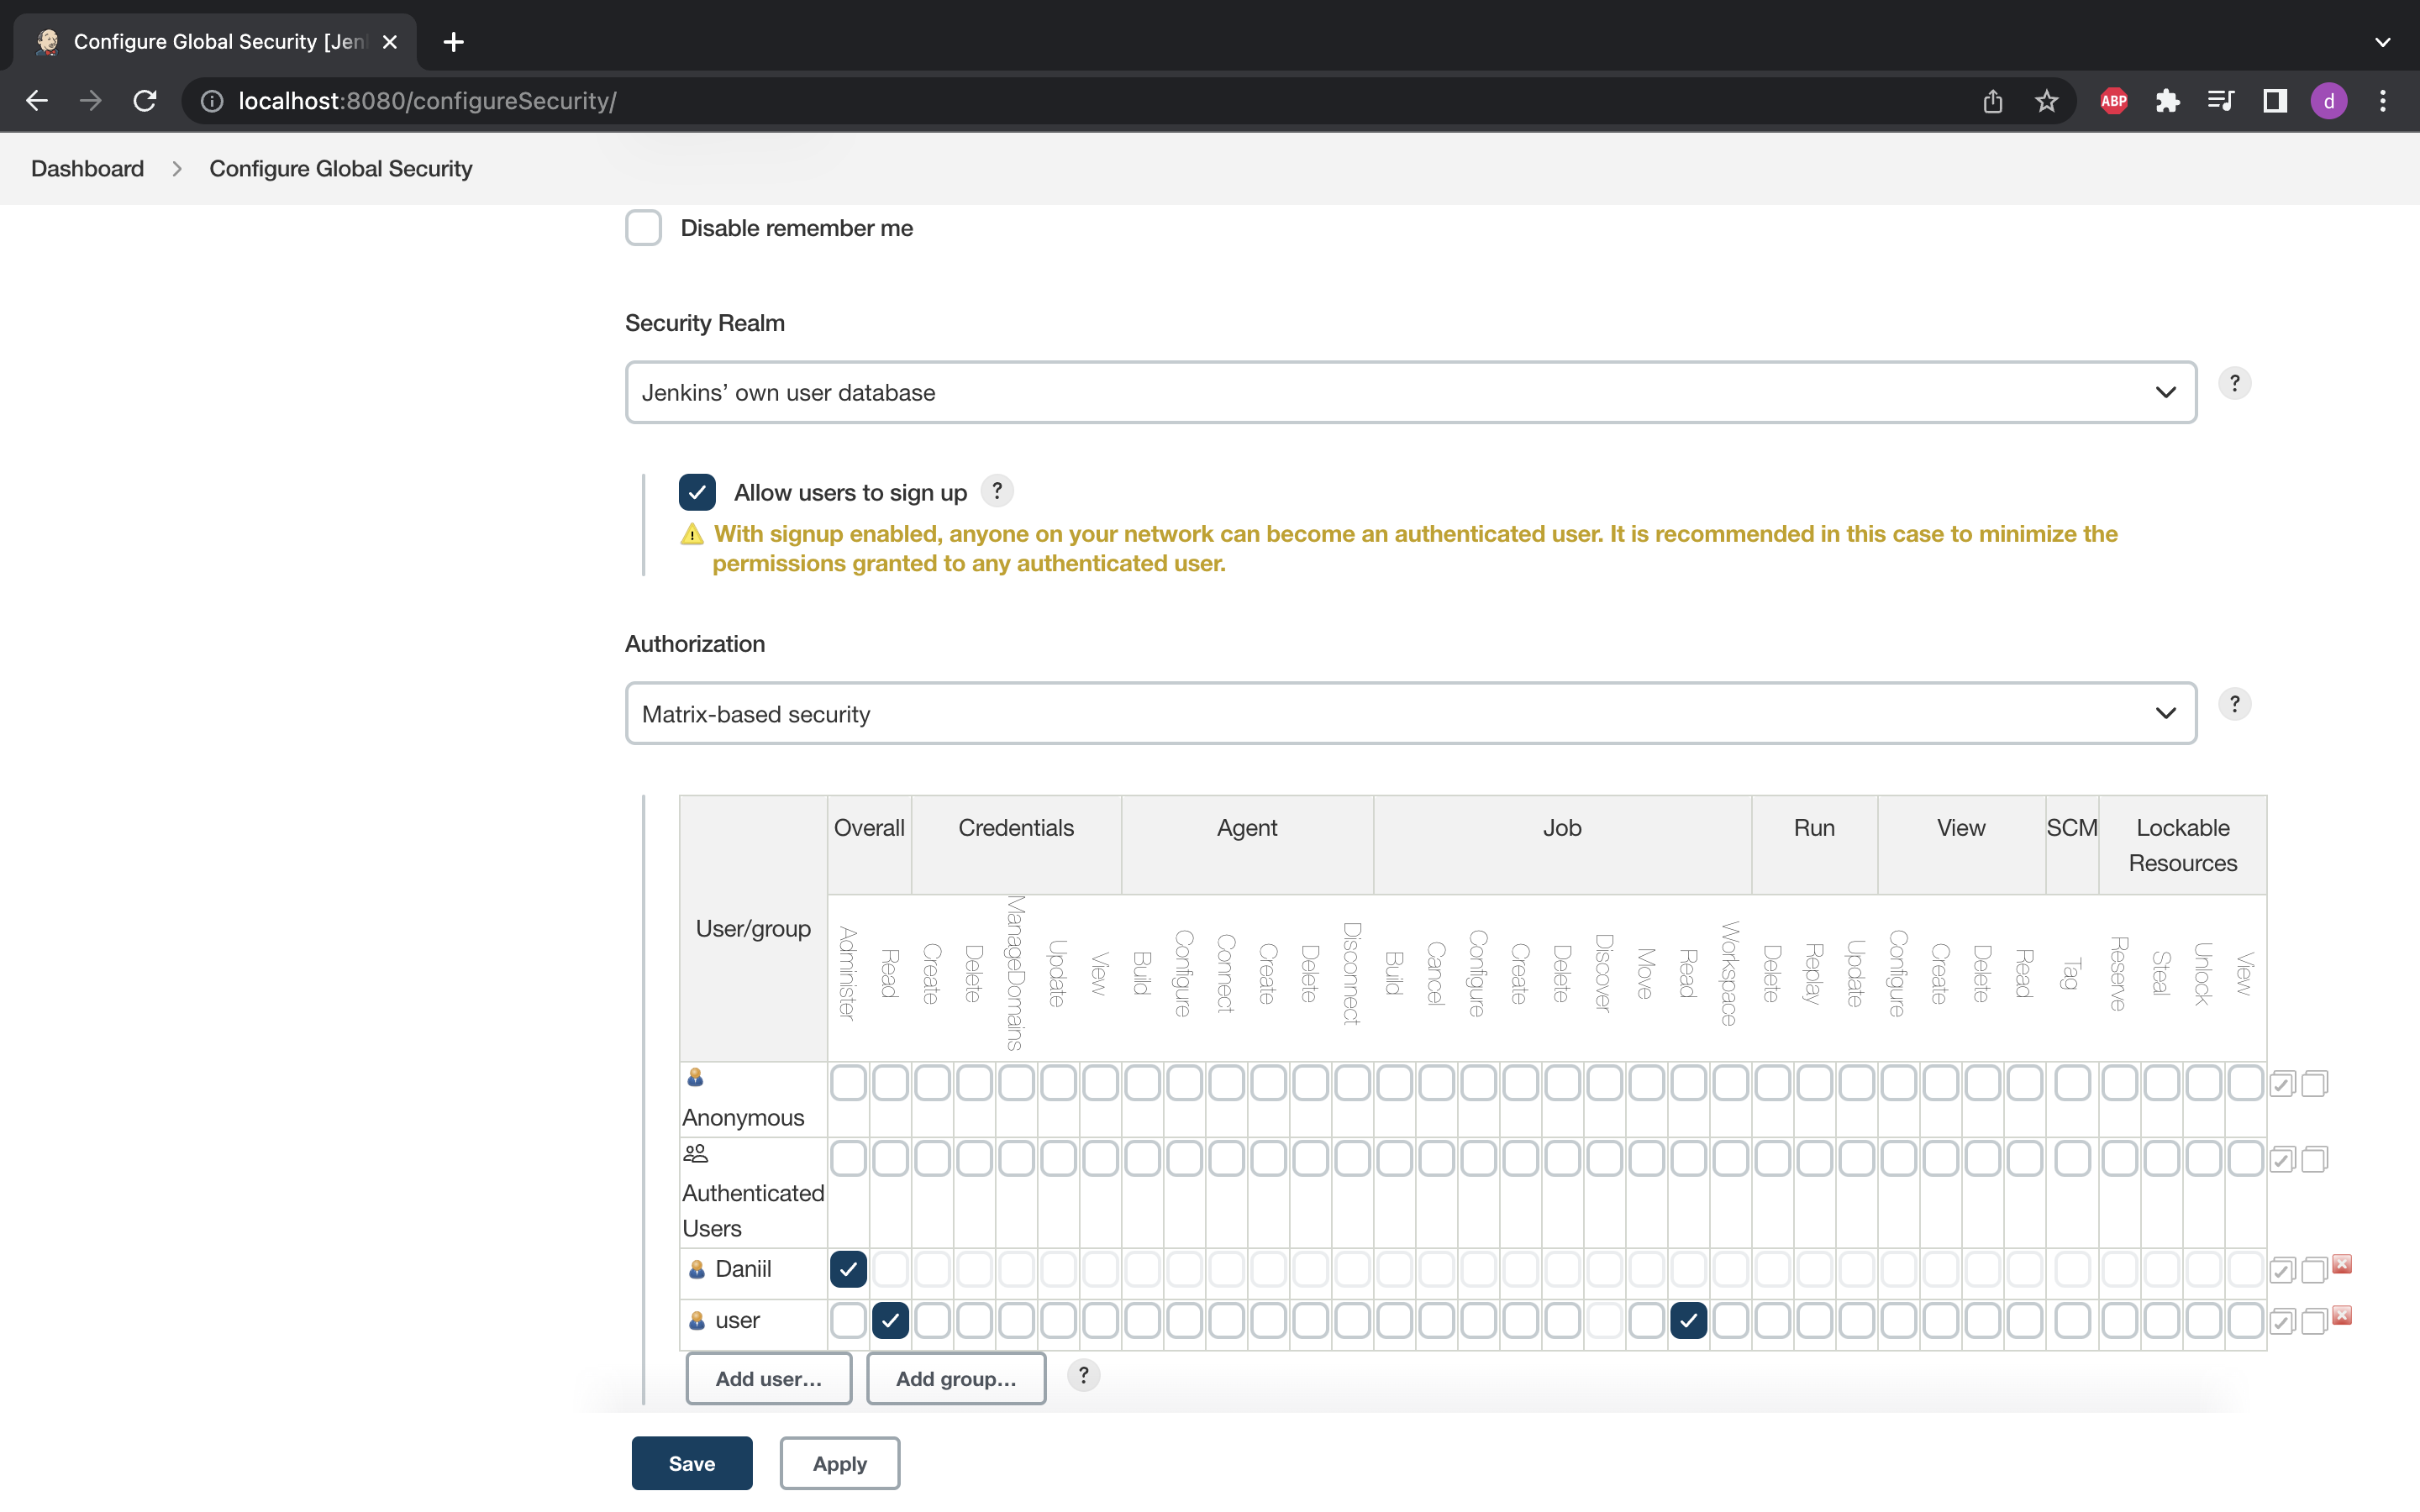 Configure Global Security [Jen
localhost:8080/configureSecurity/
ABP
d
Dashboard > Configure Global Security
Disable remember me
Security Realm
Jenkins’ own user database
?
Allow users to sign up ?
With signup enabled, anyone on your network can become an authenticated user. It is recommended in this case to minimize the
permissions granted to any authenticated user.
Authorization
Matrix-based security
?
User/group
Overall Credentials Agent Job Run View SCM Lockable
Resources
Administer Read Create Delete ManageDomains Update View Build Configure Connect Create Delete Disconnect Build Cancel Configure Create Delete Discover Move Read Workspace Delete Replay Update Configure Create Delete Read Tag Reserve Steal Unlock View
Anonymous
Authenticated
Users
Daniil
user
Add user... Add group... ?
Save Apply